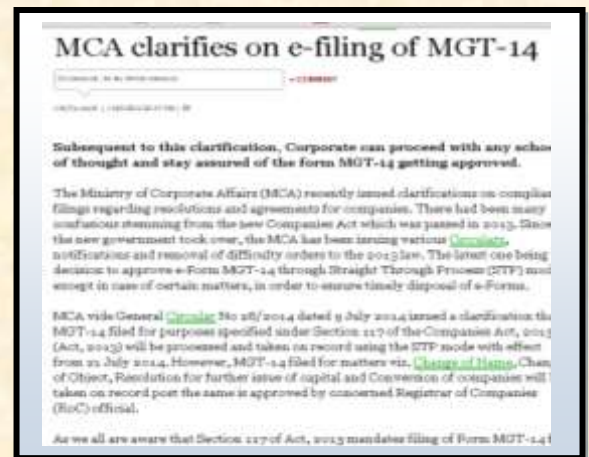 MCA clarifies on e-filing of MGT-14
COMMENT
Subsequent to this clarification, Corporate can proceed with any schoo
of thought and stay assured of the form MGT-14 getting approved.
The Ministry of Corporate Affairs (MCA) recently issued clarifications on complian
filings regarding resolutions and agreements for companies. There had been many
confusions stemming from the new Companies Act which was passed in 2013. Since
the new government took over, the MCA has been issuing various Circulars,
notifications and removal of difficulty orders to the 2013 law. The latest one being
decision to approve e-Form MGT-14 through Straight Through Process (STP) mod
except in case of certain matters, in order to ensure timely disposal of e-Forms.
MCA vide General Circular No 28/2014 dated 9 July 2014 issued a clarification tha
MGT-14 filed for purposes specified under Section 117 of the Companies Act, 2013
(Act, 2013) will be processed and taken on record using the STP mode with effect
from 21 July 2014. However, MGT-14 filed for matters viz, Change of Name, Chan
of Object, Resolution for further issue of capital and Conversion of companies will
taken on record post the same is approved by concerned Registrar of Companies
(RoC) official.
As we all are aware that Section 117 of Act, 2013 mandates filing of Form MGT-14 f